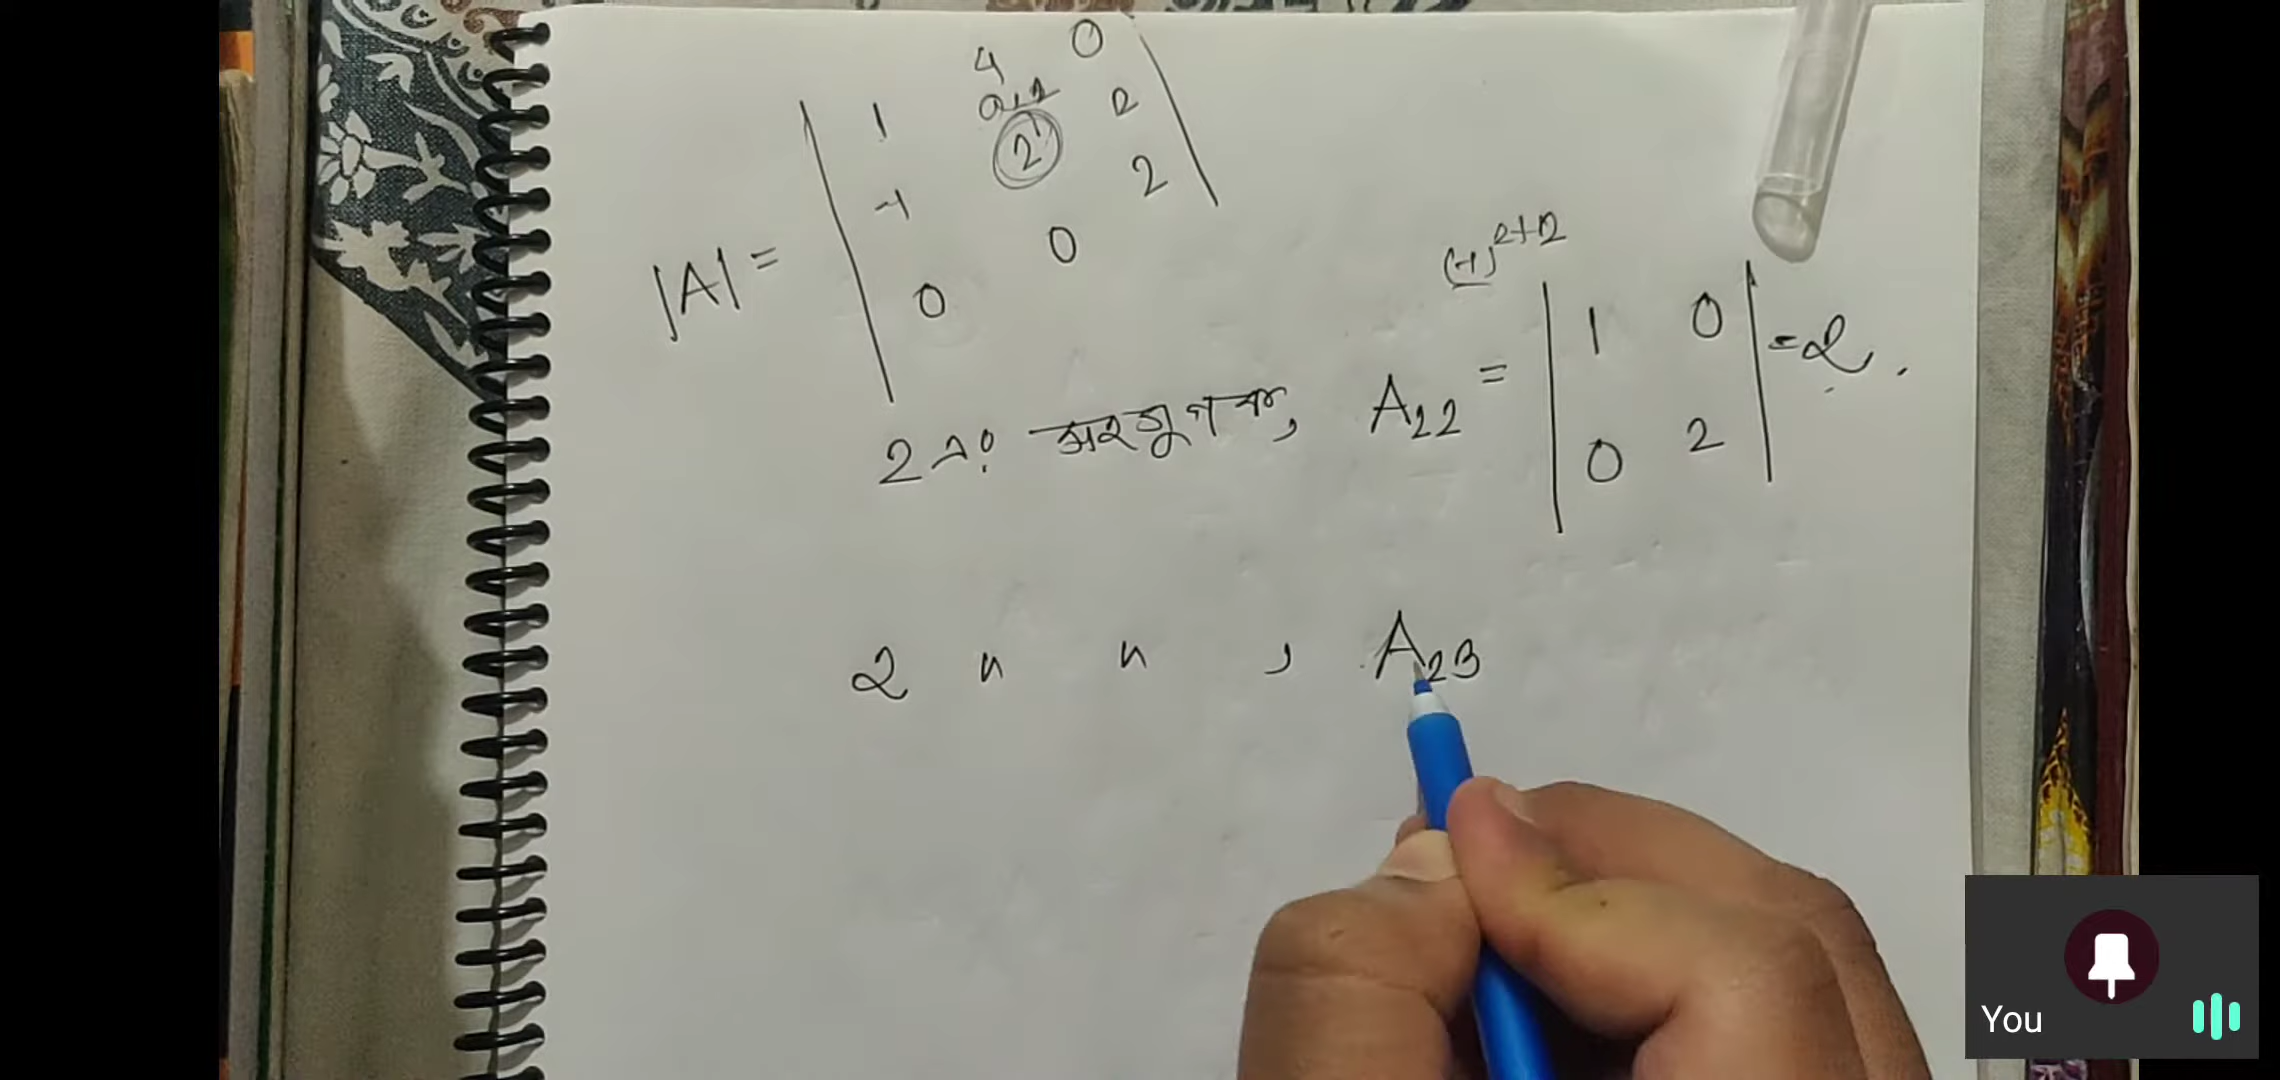 4 0
1 a₂₂ 2
|A| = -1 2 2
0 0
(-1)²⁺²
2 নং সহগুণক, A₂₂ = | 1 0 | = 2.
| 0 2 |
2 " " , A₂₃
You